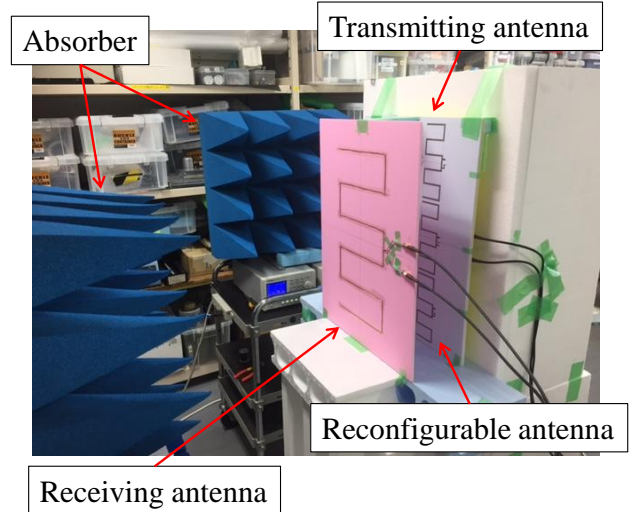 Transmitting antenna
Absorber
Reconfigurable antenna
Receiving antenna